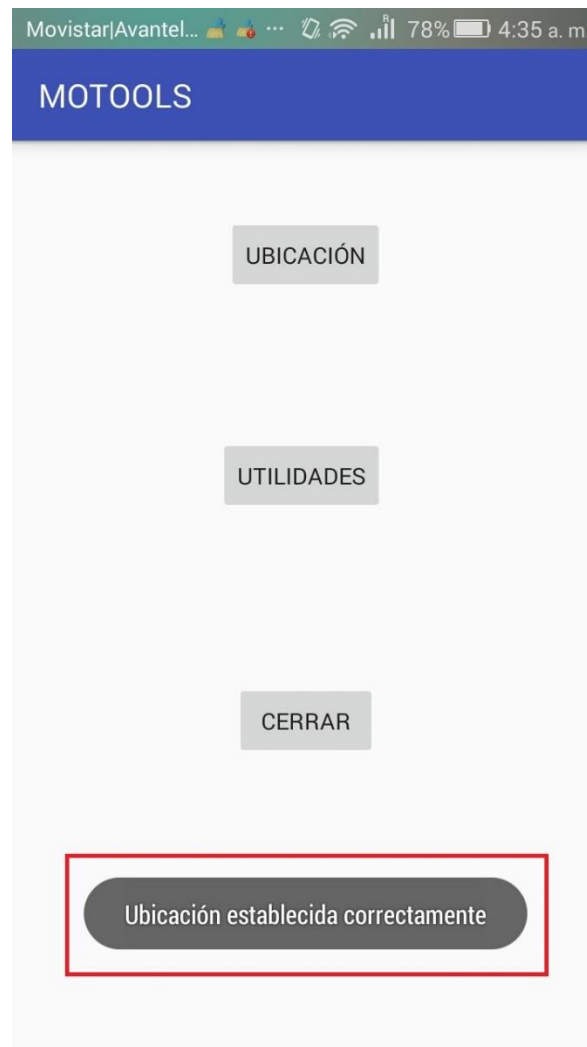 Movistar|Avantel... R 78% 4:35 a. m
MOTOOLS
UBICACIÓN
UTILIDADES
CERRAR
Ubicación establecida correctamente